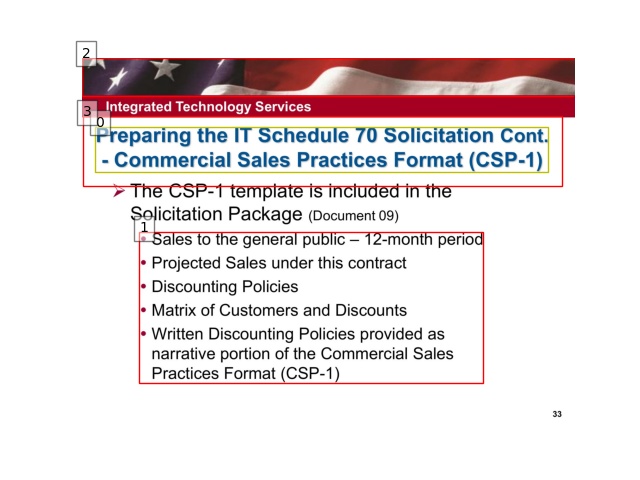 2
3
Integrated Technology Services
0
Preparing the IT Schedule 70 Solicitation Cont.
- Commercial Sales Practices Format (CSP-1)
The CSP-1 template is included in the
Solicitation Package (Document 09)
1
• Sales to the general public – 12-month period
• Projected Sales under this contract
• Discounting Policies
• Matrix of Customers and Discounts
• Written Discounting Policies provided as
narrative portion of the Commercial Sales
Practices Format (CSP-1)
33